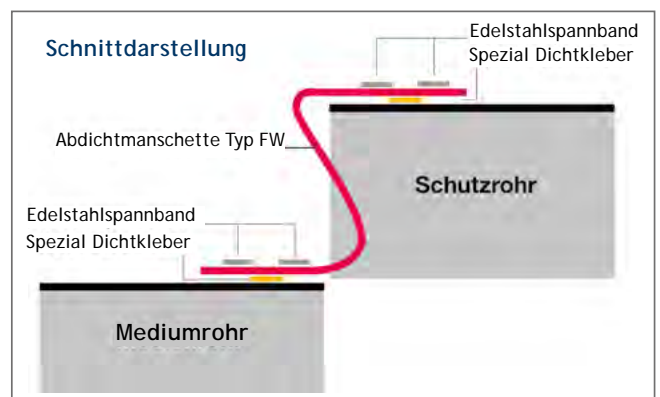 Schnittdarstellung
Edelstahlspannband
Spezial Dichtkleber
Abdichtmanschette Typ FW
Schutzrohr
Edelstahlspannband
Spezial Dichtkleber
Mediumrohr